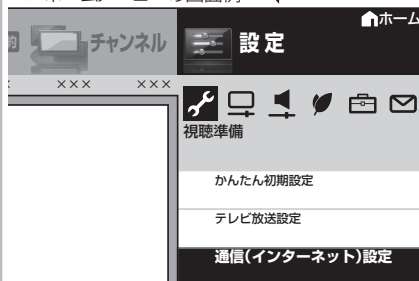 ホーム
チャンネル
設定
××× ×××
視聴準備
かんたん初期設定
テレビ放送設定
通信(インターネット)設定